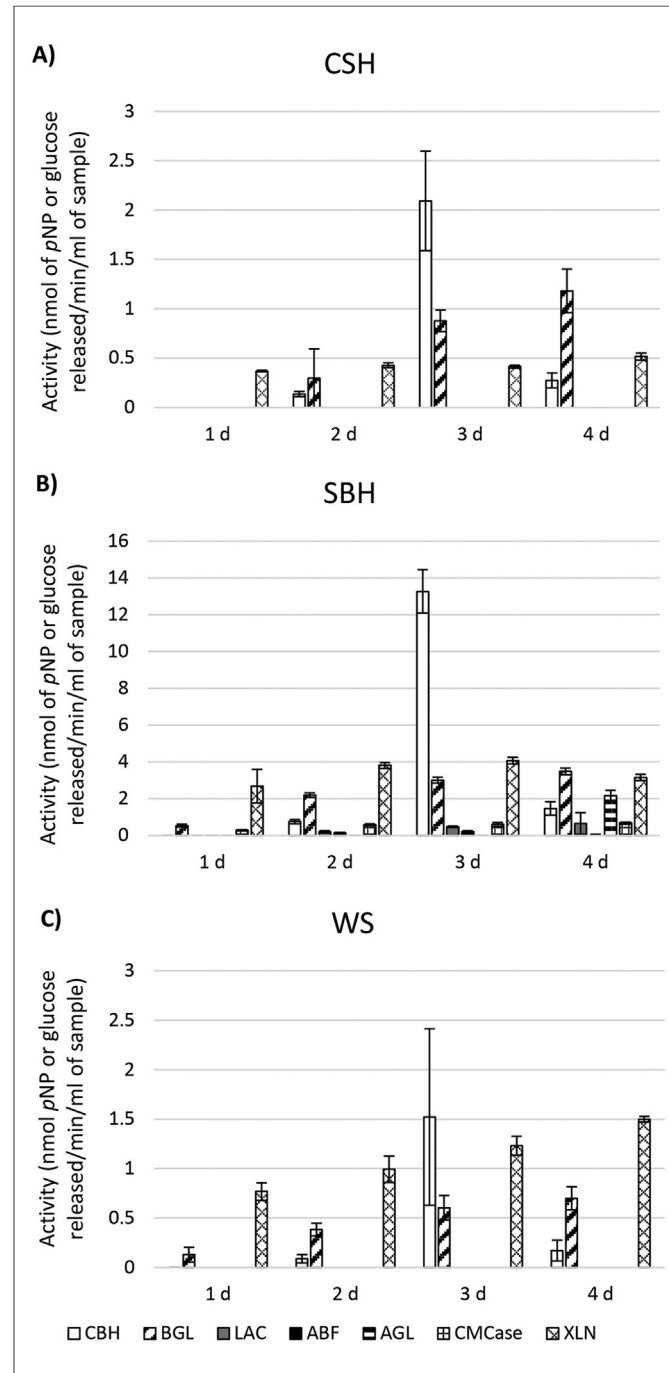 A)
CSH
Activity (nmol of pNP or glucose
released/min/ml of sample)
3
2.5
2
1.5
1
0.5
0
1 d 2 d 3 d 4 d
B)
SBH
Activity (nmol of pNP or glucose
released/min/ml of sample)
16
14
12
10
8
6
4
2
0
1 d 2 d 3 d 4 d
C)
WS
Activity (nmol pNP or glucose
released/min/ml of sample)
3
2.5
2
1.5
1
0.5
0
1 d 2 d 3 d 4 d
CBH BGL LAC ABF AGL CMCase XLN